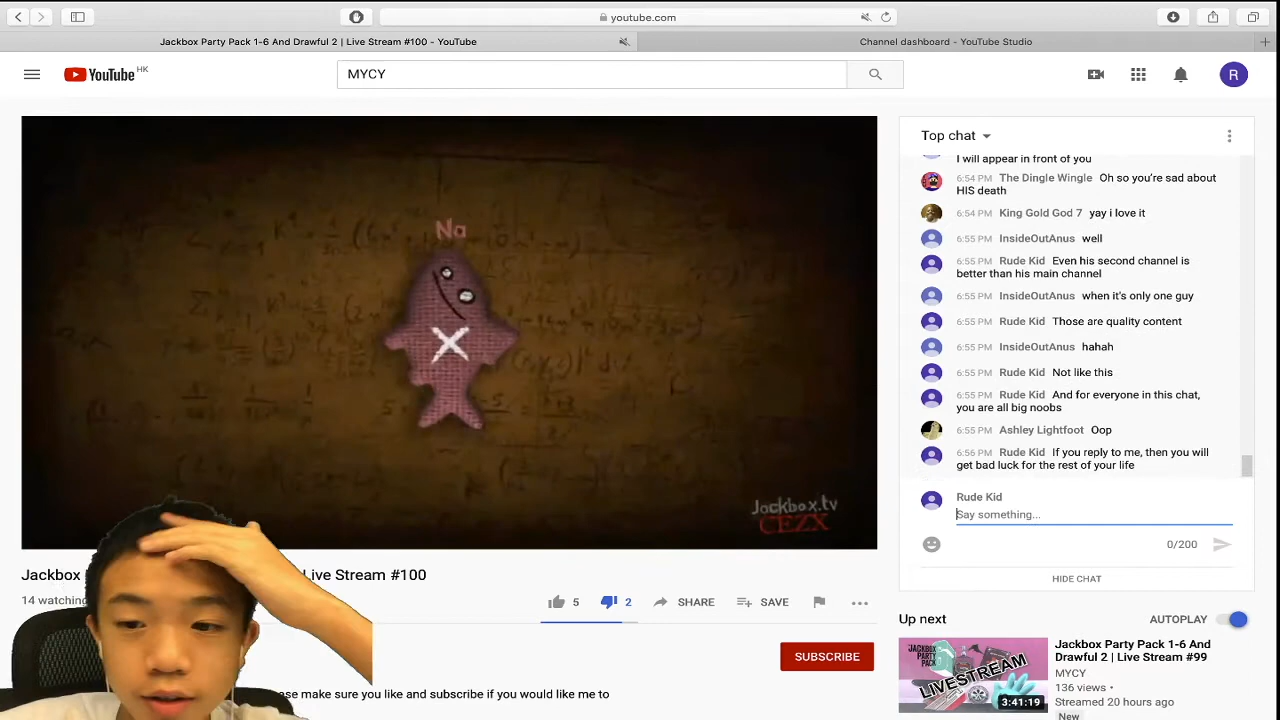 youtube.com
Jackbox Party Pack 1-6 And Drawful 2 | Live Stream #100 - YouTube
Channel dashboard - YouTube Studio
YouTube HK
MYCY
R
Na
Jackbox.tv
CEZX
Top chat
I will appear in front of you
6:54 PM The Dingle Wingle Oh so you're sad about
HIS death
6:54 PM King Gold God 7 yay i love it
6:55 PM InsideOutAnus well
6:55 PM Rude Kid Even his second channel is
better than his main channel
6:55 PM InsideOutAnus when it's only one guy
6:55 PM Rude Kid Those are quality content
6:55 PM InsideOutAnus hahah
6:55 PM Rude Kid Not like this
6:55 PM Rude Kid And for everyone in this chat,
you are all big noobs
6:55 PM Ashley Lightfoot Oop
6:56 PM Rude Kid If you reply to me, then you will
get bad luck for the rest of your life
Rude Kid
Say something...
0/200
HIDE CHAT
Jackbox Live Stream #100
14 watching
5
2
SHARE
SAVE
SUBSCRIBE
make sure you like and subscribe if you would like me to
Up next
AUTOPLAY
JACKBOX
PARTY
PACK
LIVESTREAM
3:41:19
Jackbox Party Pack 1-6 And
Drawful 2 | Live Stream #99
MYCY
136 views •
Streamed 20 hours ago
New